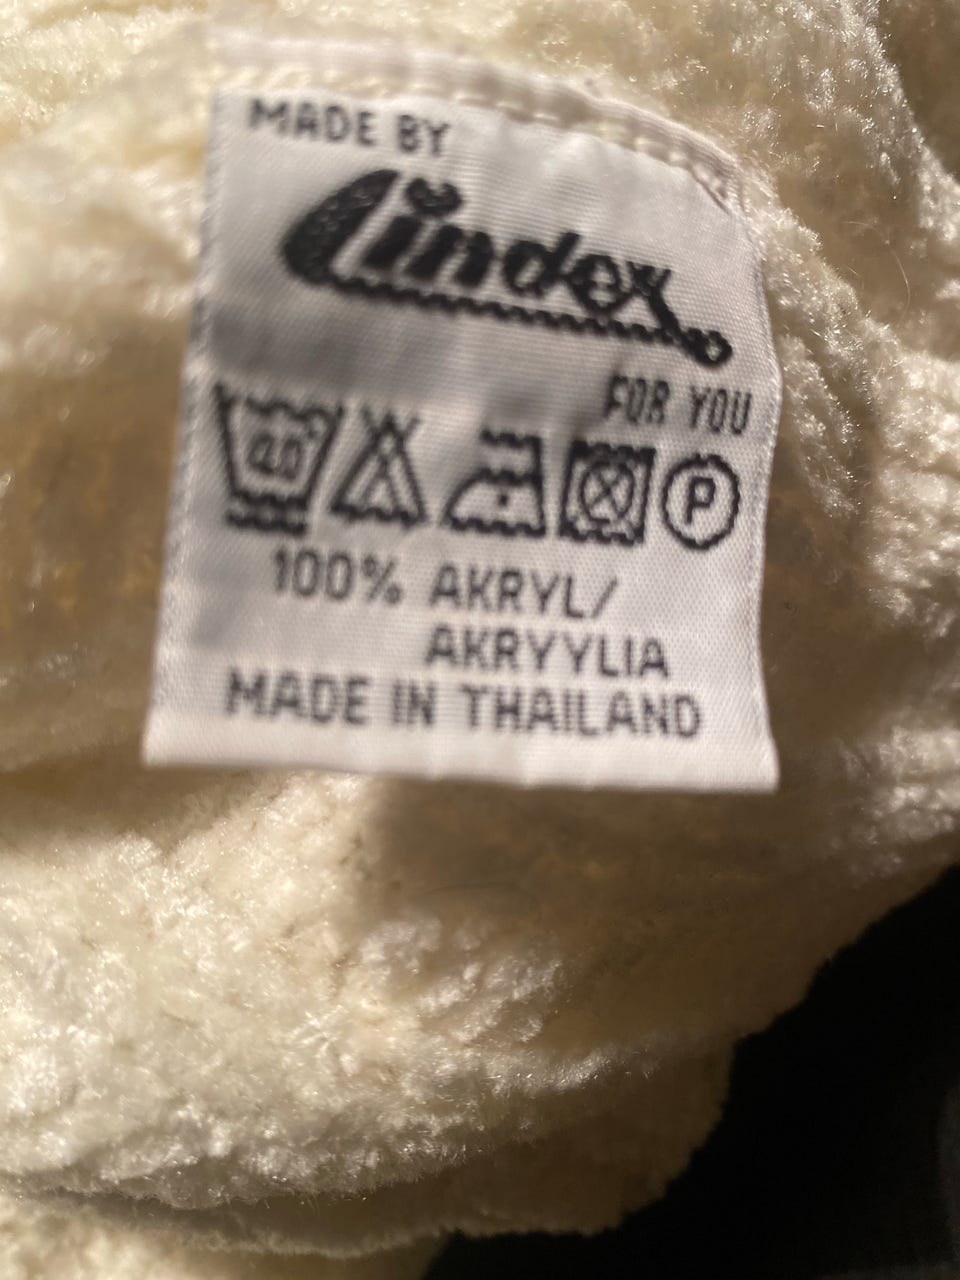 MADE BY
Lindex
FOR YOU
40°
P
100% AKRYL/
AKRYYLIA
MADE IN THAILAND